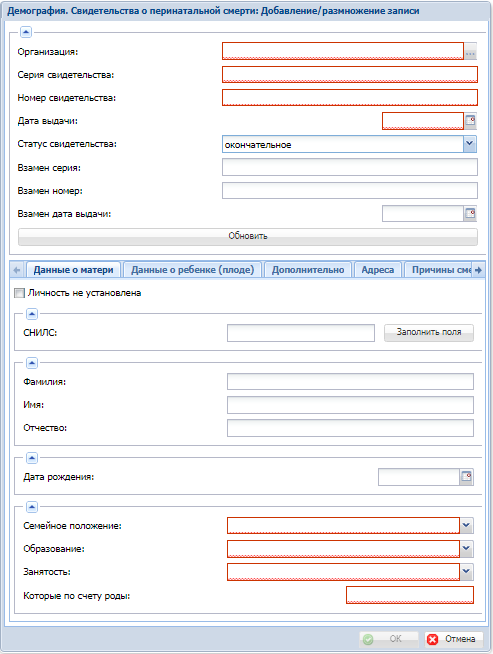 Демография. Свидетельства о перинатальной смерти: Добавление/размножение записи
Организация:
...
Серия свидетельства:
Номер свидетельства:
Дата выдачи:
Статус свидетельства:
окончательное
Взамен серия:
Взамен номер:
Взамен дата выдачи:
Обновить
Данные о матери Данные о ребенке (плоде) Дополнительно Адреса Причины сме
Личность не установлена
СНИЛС:
Заполнить поля
Фамилия:
Имя:
Отчество:
Дата рождения:
Семейное положение:
Образование:
Занятость:
Которые по счету роды:
ОК Отмена